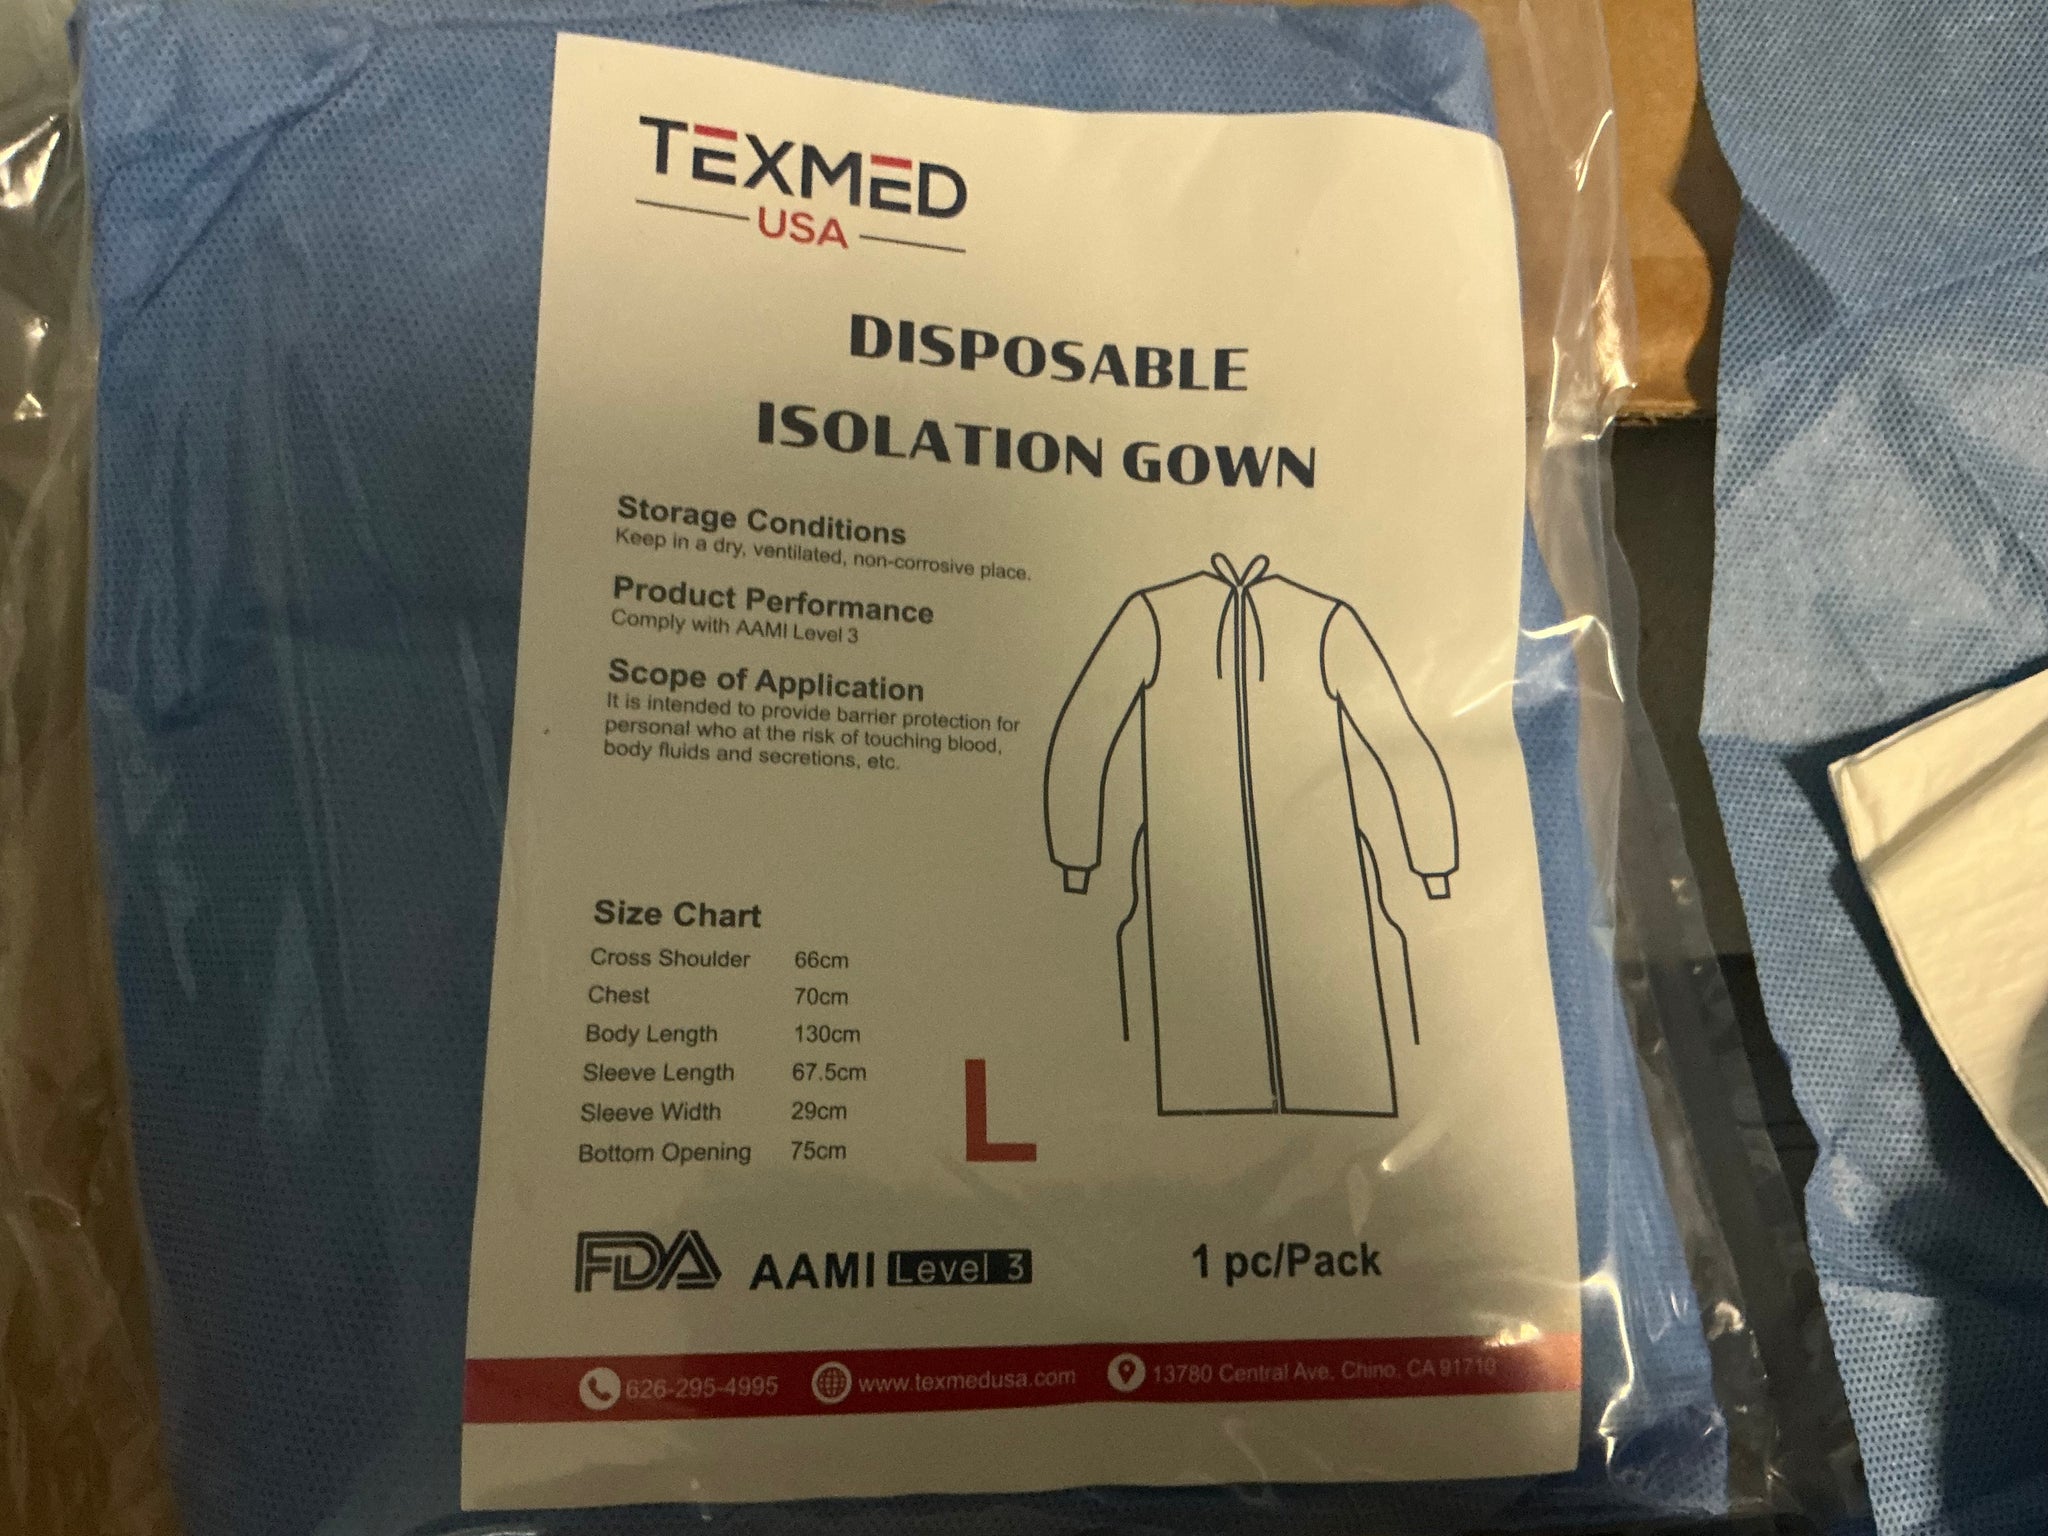 TEXMED
USA
DISPOSABLE
ISOLATION GOWN
Storage Conditions
Keep in a dry, ventilated, non-corrosive place.
Product Performance
Comply with AAMI Level 3
Scope of Application
It is intended to provide barrier protection for
personal who at the risk of touching blood,
body fluids and secretions, etc.
Size Chart
Cross Shoulder 66cm
Chest 70cm
Body Length 130cm
Sleeve Length 67.5cm
Sleeve Width 29cm
Bottom Opening 75cm
L
FDA AAMI Level 3 1 pc/Pack
626-295-4995 www.texmedusa.com 13780 Central Ave, Chino, CA 91710